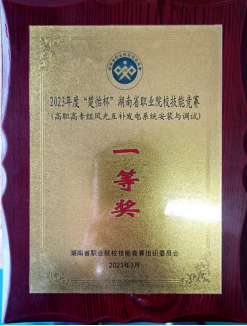 2023年度“楚怡杯”湖南省职业院校技能竞赛
(高职高专组风光互补发电系统安装与调试)
一等奖
湖南省职业院校技能竞赛组织委员会
2023年3月